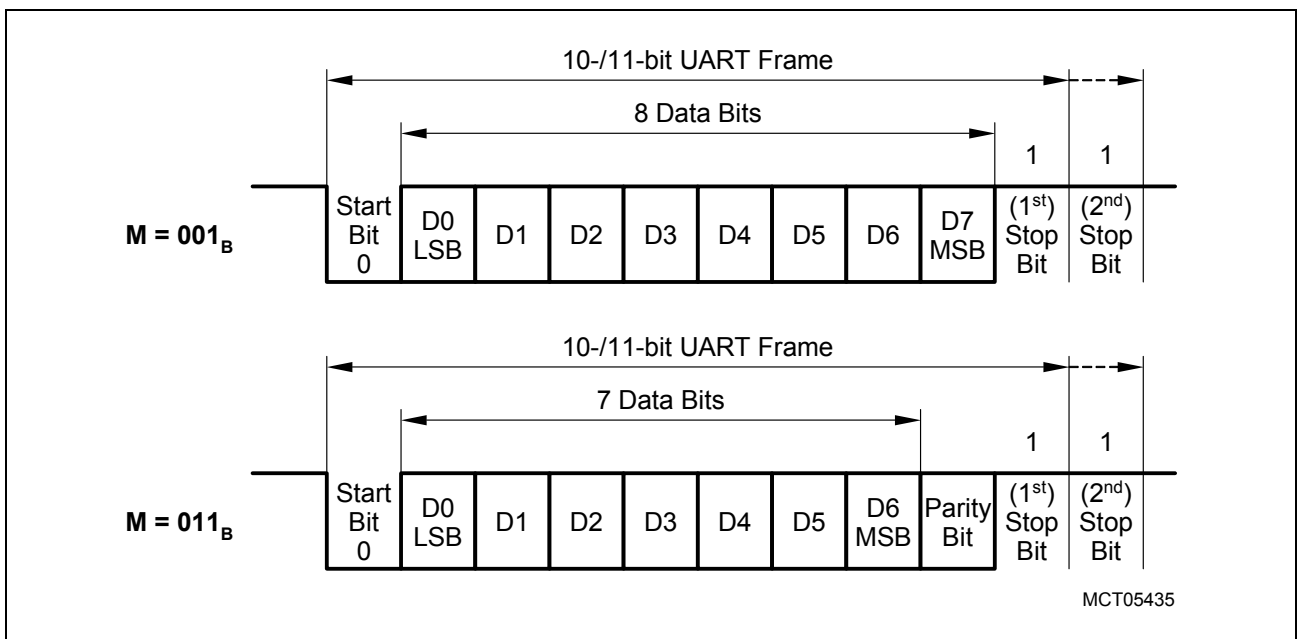 10-/11-bit UART Frame
8 Data Bits
1 1
M = 001B
Start Bit 0
D0 LSB
D1
D2
D3
D4
D5
D6
D7 MSB
(1st) Stop Bit
(2nd) Stop Bit
10-/11-bit UART Frame
7 Data Bits
1 1
M = 011B
Start Bit 0
D0 LSB
D1
D2
D3
D4
D5
D6 MSB
Parity Bit
(1st) Stop Bit
(2nd) Stop Bit
MCT05435